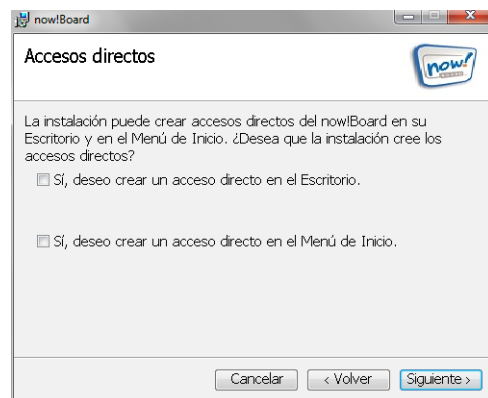 now!Board
Accesos directos
now!
La instalación puede crear accesos directos del now!Board en su
Escritorio y en el Menú de Inicio. ¿Desea que la instalación cree los
accesos directos?
Sí, deseo crear un acceso directo en el Escritorio.
Sí, deseo crear un acceso directo en el Menú de Inicio.
Cancelar
< Volver
Siguiente >